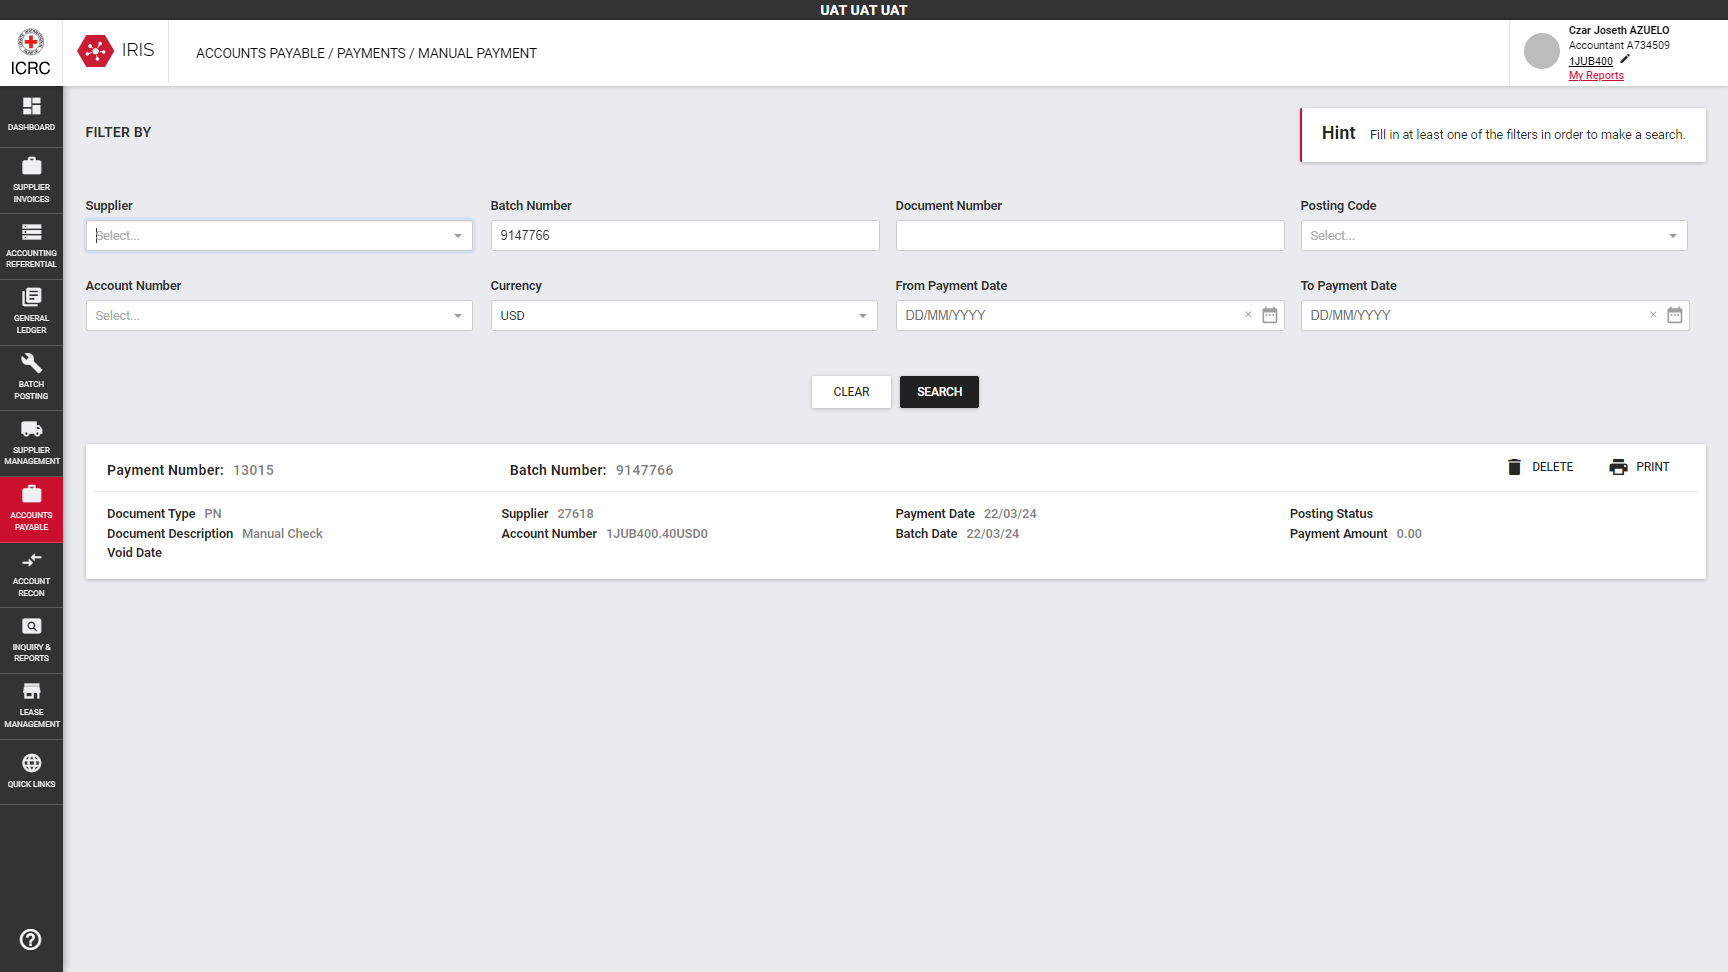 UAT UAT UAT
ICRC
IRIS
ACCOUNTS PAYABLE / PAYMENTS / MANUAL PAYMENT
Czar Joseth AZUELO
Accountant A734509
1JUB400
My Reports
DASHBOARD
SUPPLIER
INVOICES
ACCOUNTING
REFERENTIAL
GENERAL
LEDGER
BATCH
POSTING
SUPPLIER
MANAGEMENT
ACCOUNTS
PAYABLE
ACCOUNT
RECON
INQUIRY &
REPORTS
LEASE
MANAGEMENT
QUICK LINKS
FILTER BY
Hint Fill in at least one of the filters in order to make a search.
Supplier Batch Number Document Number Posting Code
Select... 9147766 Select...
Account Number Currency From Payment Date To Payment Date
Select... USD DD/MM/YYYY × DD/MM/YYYY ×
CLEAR SEARCH
Payment Number: 13015 Batch Number: 9147766 DELETE PRINT
Document Type PN Supplier 27618 Payment Date 22/03/24 Posting Status
Document Description Manual Check Account Number 1JUB400.40USD0 Batch Date 22/03/24 Payment Amount 0.00
Void Date